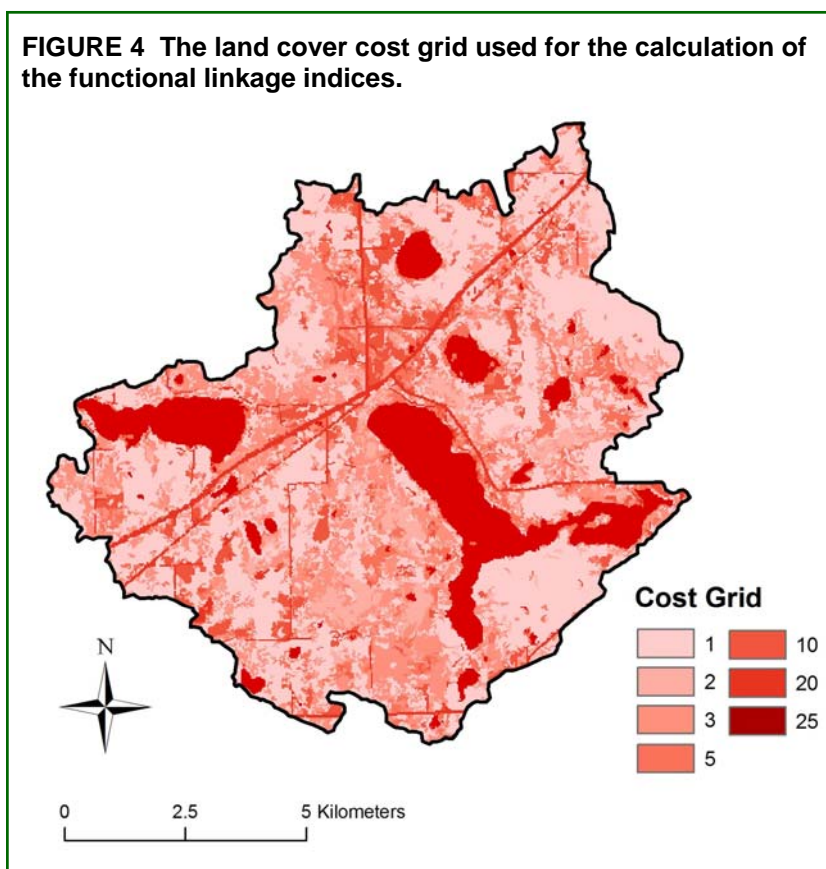 FIGURE 4 The land cover cost grid used for the calculation of
the functional linkage indices.
N
Cost Grid
1 10
2 20
3 25
5
0 2.5 5 Kilometers